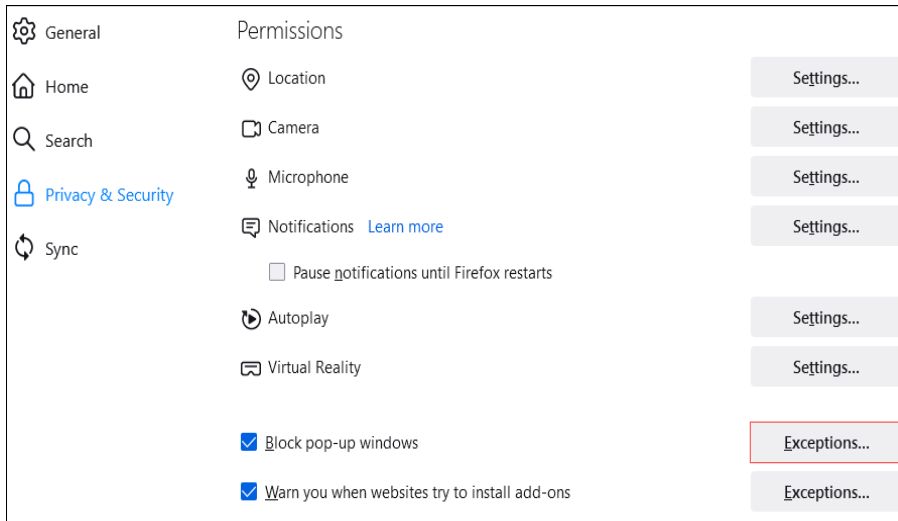 General
Home
Search
Privacy & Security
Sync
Permissions
Location Settings...
Camera Settings...
Microphone Settings...
Notifications Learn more Settings...
Pause notifications until Firefox restarts
Autoplay Settings...
Virtual Reality Settings...
Block pop-up windows Exceptions...
Warn you when websites try to install add-ons Exceptions...